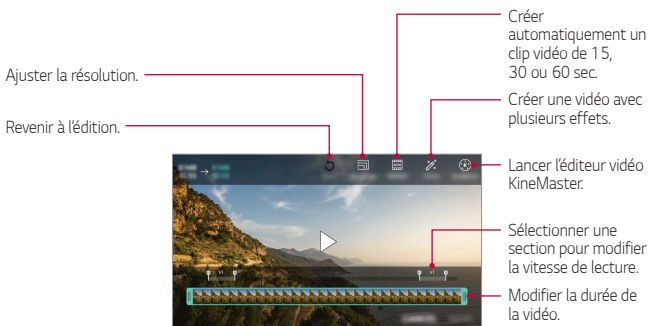 Créer
automatiquement un
clip vidéo de 15,
30 ou 60 sec.
Ajuster la résolution.
Créer une vidéo avec
plusieurs effets.
Revenir à l'édition.
Lancer l'éditeur vidéo
KineMaster.
Sélectionner une
section pour modifier
la vitesse de lecture.
x1
x1
Modifier la durée de
la vidéo.